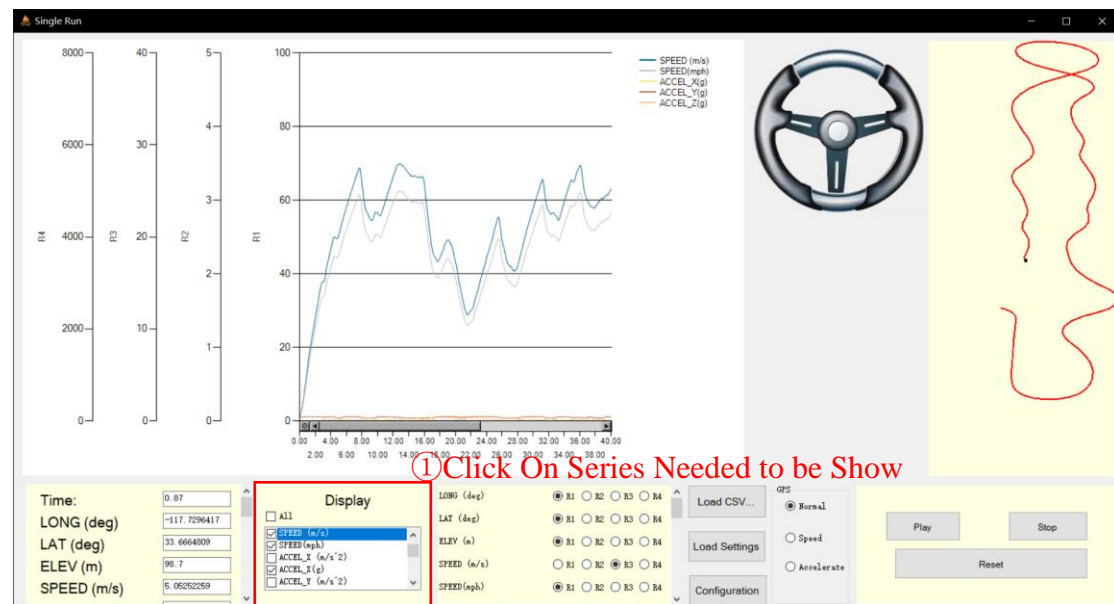 Single Run
8000 40 5 100
SPEED (m/s)
SPEED(mph)
ACCEL_X(g)
ACCEL_Y(g)
ACCEL_Z(g)
4 80
6000 30
3 60
R4 R3 R2 R1
4000 20
2 40
2000 10
1 20
0 0 0 0
0.00 4.00 8.00 12.00 16.00 20.00 24.00 28.00 32.00 36.00 40.00
2.00 6.00 10.00 14.00 18.00 22.00 26.00 30.00 34.00 38.00
①Click On Series Needed to be Show
Time: 0.87
LONG (deg) -117.7296417
LAT (deg) 33.6664809
ELEV (m) 98.7
SPEED (m/s) 5.05252259
Display
All
SPEED (m/s)
SPEED(mph)
ACCEL_X (m/s^2)
ACCEL_X(g)
ACCEL_Y (m/s^2)
LONG (deg) R1 R2 R3 R4
LAT (deg) R1 R2 R3 R4
ELEV (m) R1 R2 R3 R4
SPEED (m/s) R1 R2 R3 R4
SPEED(mph) R1 R2 R3 R4
Load CSV...
Load Settings
Configuration
GPS
Normal
Speed
Accelerate
Play Stop
Reset